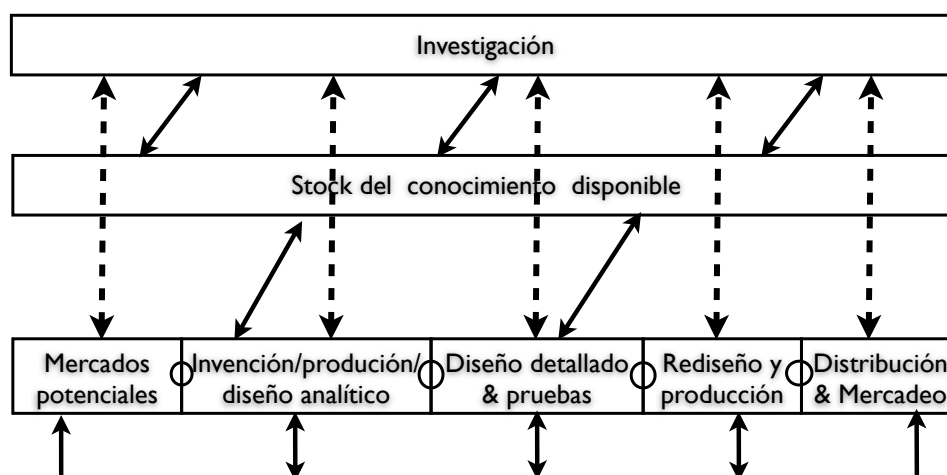 Investigación
Stock del conocimiento disponible
Mercados
potenciales
Invención/produción/
diseño analítico
Diseño detallado
& pruebas
Rediseño y
producción
Distribución
& Mercadeo